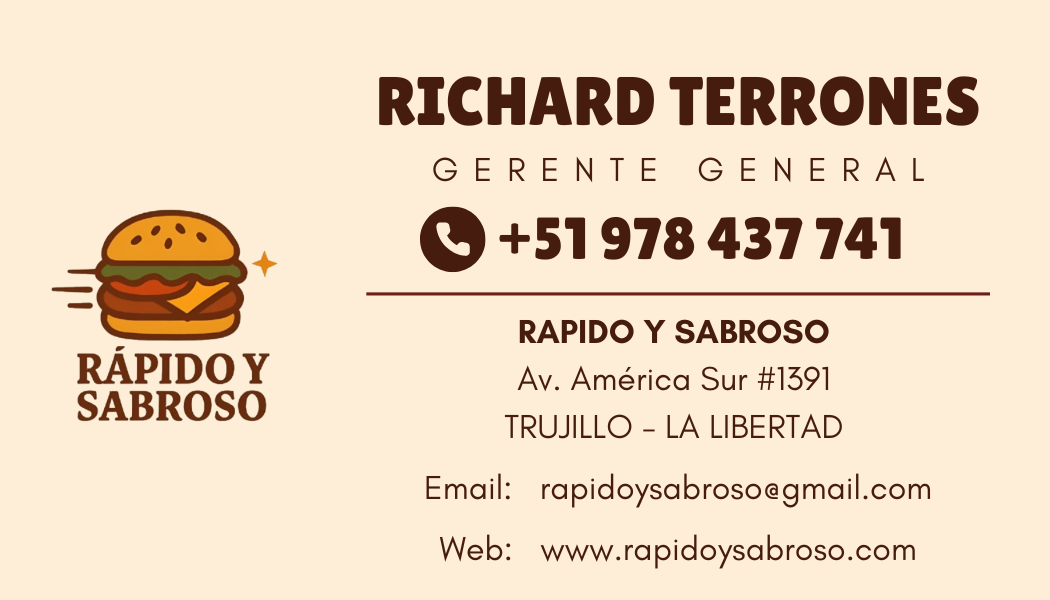 RICHARD TERRONES
GERENTE GENERAL
+51 978 437 741
RÁPIDO Y
SABROSO
RAPIDO Y SABROSO
Av. América Sur #1391
TRUJILLO - LA LIBERTAD
Email: rapidoysabroso@gmail.com
Web: www.rapidoysabroso.com